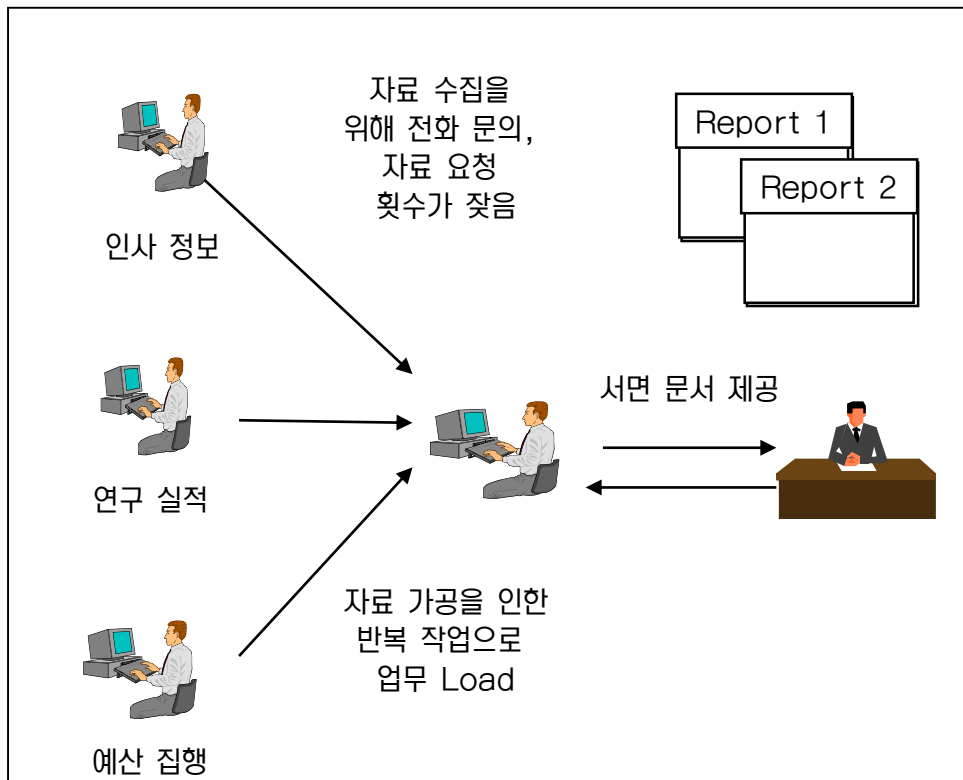 자료 수집을
위해 전화 문의,
자료 요청
횟수가 잦음
Report 1
Report 2
인사 정보
서면 문서 제공
연구 실적
자료 가공을 인한
반복 작업으로
업무 Load
예산 집행